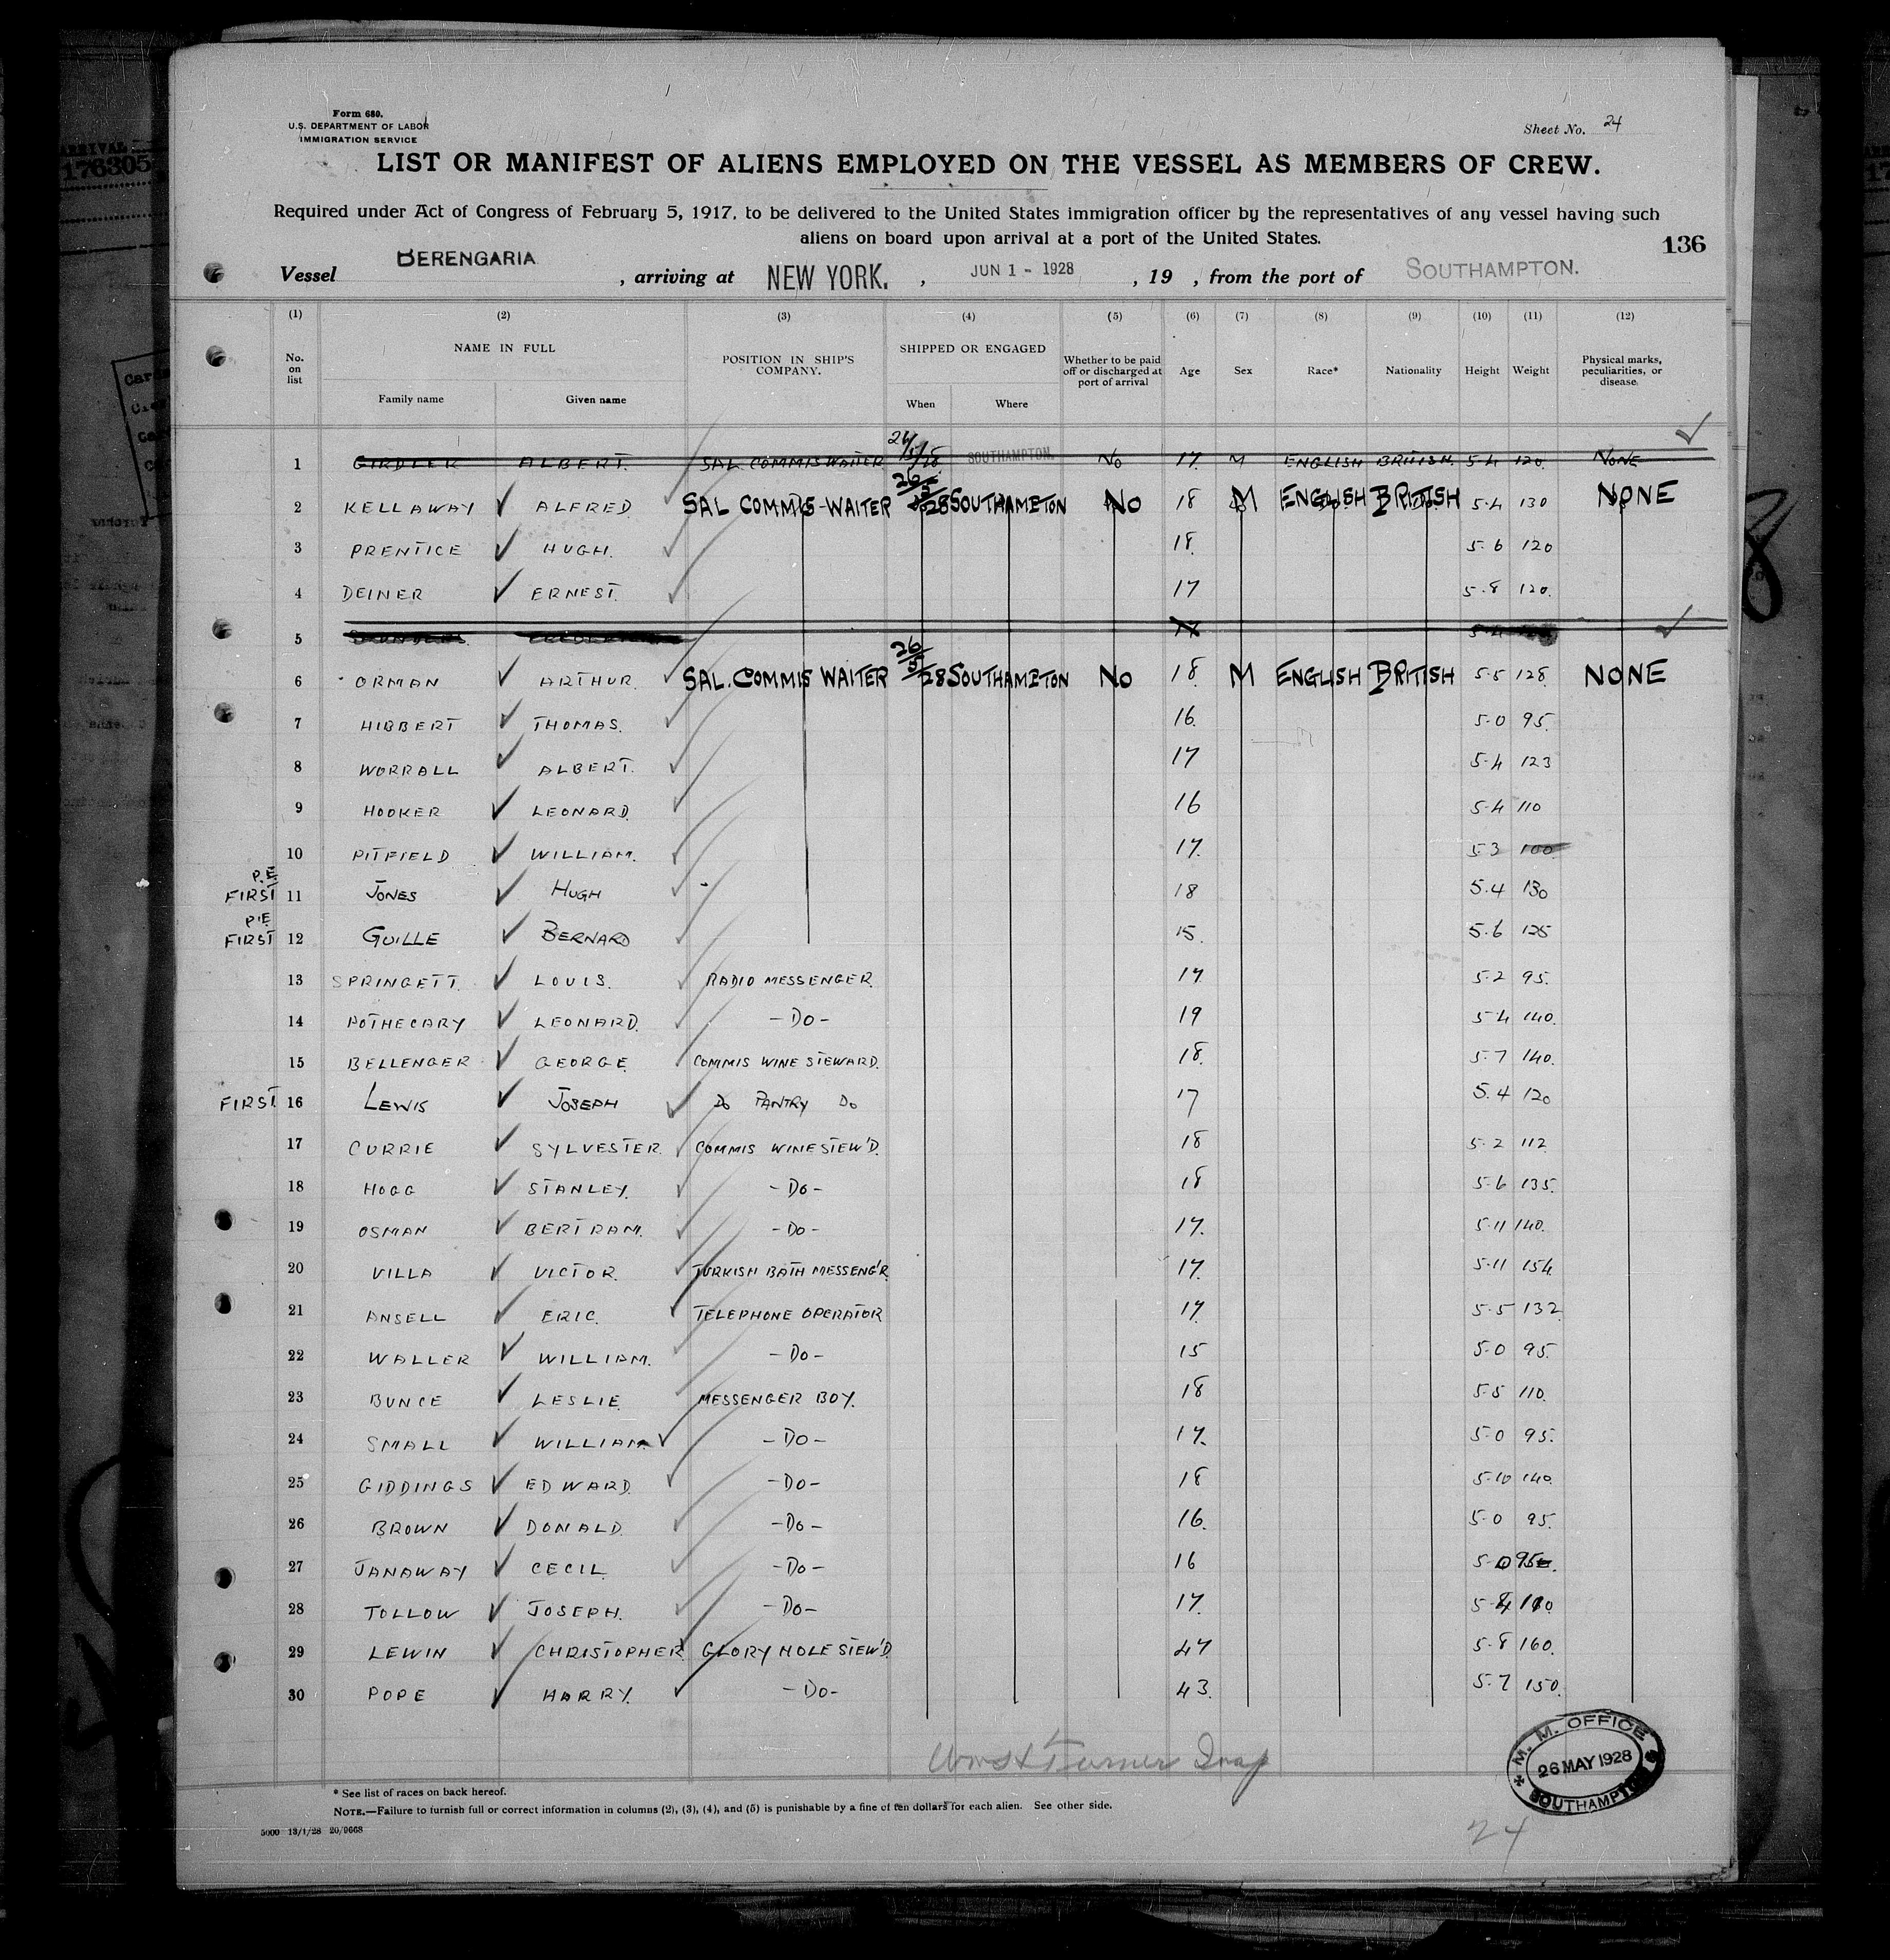 Form 680.
U.S. DEPARTMENT OF LABOR
IMMIGRATION SERVICE
Sheet No. 24
LIST OR MANIFEST OF ALIENS EMPLOYED ON THE VESSEL AS MEMBERS OF CREW.
Required under Act of Congress of February 5, 1917, to be delivered to the United States immigration officer by the representatives of any vessel having such
aliens on board upon arrival at a port of the United States.
136
Vessel BERENGARIA , arriving at NEW YORK. , JUN 1 - 1928 , 19 , from the port of SOUTHAMPTON.
(1) (2) (3) (4) (5) (6) (7) (8) (9) (10) (11) (12)
No. on list NAME IN FULL Family name Given name POSITION IN SHIP'S COMPANY. SHIPPED OR ENGAGED When Where Whether to be paid off or discharged at port of arrival Age Sex Race* Nationality Height Weight Physical marks, peculiarities, or disease.
1 GIRDLER ALBERT. SAL. COMMIS WAITER 26/5/28 SOUTHAMPTON. No 17. M ENGLISH BRITISH. 5.4 120. NONE
2 KELLAWAY ALFRED. SAL COMMIS-WAITER 26/5/28 SOUTHAMPTON No 18 M ENGLISH BRITISH 5.4 130 NONE
3 PRENTICE HUGH. 18. 5.6 120
4 DEINER ERNEST. 17 5.8 120.
5
6 ORMAN ARTHUR. SAL. COMMIS WAITER 26/5/28 SOUTHAMPTON No 18. M ENGLISH BRITISH 5.5 128. NONE
7 HIBBERT THOMAS. 16. 5.0 95.
8 WORRALL ALBERT. 17 5.4 123
9 HOOKER LEONARD. 16 5.4 110
10 PITFIELD WILLIAM. 17. 5.3 100.
P.E. FIRST 11 JONES HUGH 18 5.4 130
P.E. FIRST 12 GUILLE BERNARD 15. 5.6 125
13 SPRINGETT. LOUIS. RADIO MESSENGER. 17. 5.2 95.
14 POTHECARY LEONARD. -DO- 19 5.4 140.
15 BELLENGER GEORGE. COMMIS WINE STEWARD. 18. 5.7 140.
FIRST. 16 LEWIS JOSEPH DO PANTRY DO 17 5.4 120
17 CURRIE SYLVESTER. COMMIS WINE STEW'D. 18 5.2 112.
18 HOGG STANLEY. -DO- 18 5.6 135.
19 OSMAN BERTRAM. -DO- 17. 5.11 140.
20 VILLA VICTOR. TURKISH BATH MESSENG'R. 17. 5.11 154.
21 ANSELL ERIC. TELEPHONE OPERATOR 17. 5.5 132
22 WALLER WILLIAM. -DO- 15 5.0 95.
23 BUNCE LESLIE. MESSENGER BOY. 18 5.5 110.
24 SMALL WILLIAM -DO- 17. 5.0 95.
25 GIDDINGS EDWARD. -DO- 18 5.10 140.
26 BROWN DONALD. -DO- 16. 5.0 95.
27 JANAWAY CECIL. -DO- 16 5.0 95.
28 TOLLOW JOSEPH. -DO- 17. 5.4 110.
29 LEWIN CHRISTOPHER. GLORY HOLE STEW'D. 47 5.8 160.
30 POPE HARRY. -DO- 43. 5.7 150.
Turner Insp
M. M. OFFICE
26 MAY 1928
SOUTHAMPTON
* See list of races on back hereof.
NOTE.—Failure to furnish full or correct information in columns (2), (3), (4), and (5) is punishable by a fine of ten dollars for each alien. See other side.
5000 13/1/28 20/9668
24